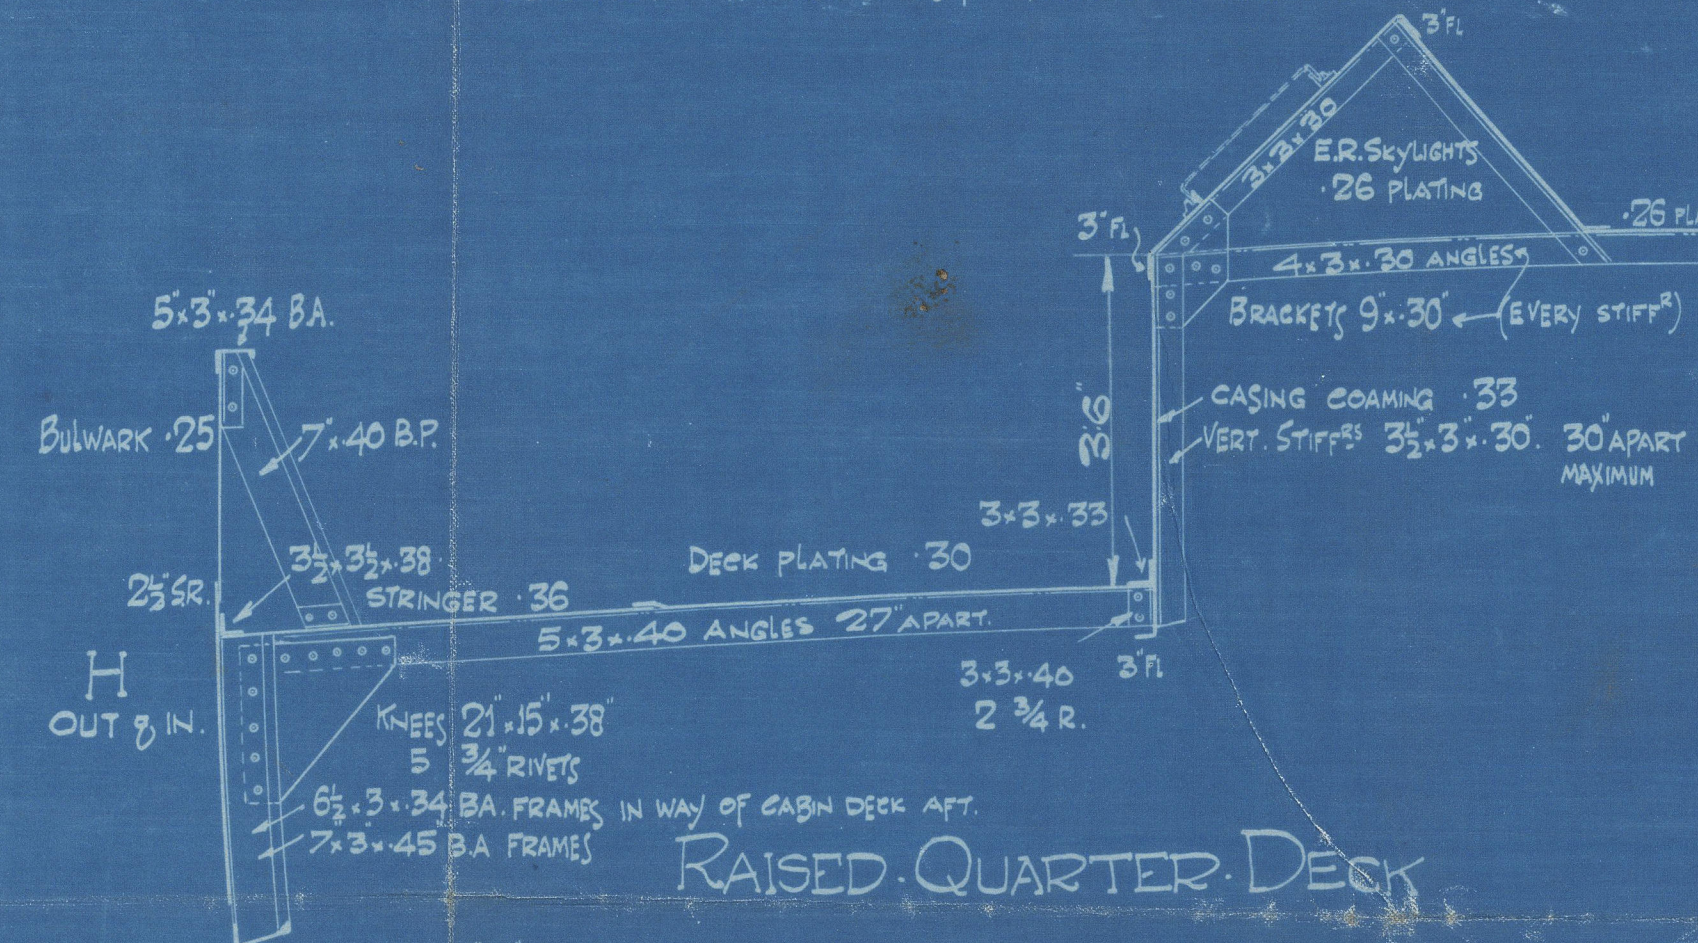 3" FL
3×3×·30
E.R. SKYLIGHTS
·26 PLATING
3" FL
·26 PL
4×3×·30 ANGLES
BRACKETS 9"×·30" (EVERY STIFFR)
5"×3"×·34 B.A.
BULWARK ·25
7"×·40 B.P.
3'6"
CASING COAMING ·33
VERT. STIFFRS 3½"×3"×·30". 30" APART
MAXIMUM
3×3×·33
3½×3½×·38
DECK PLATING ·30
2½" S.R.
STRINGER ·36
5×3×·40 ANGLES 27" APART.
H
OUT & IN.
3×3×·40
2 ¾ R.
3" FL
KNEES 21"×15"×·38"
5 ¾" RIVETS
6½×3×·34 B.A. FRAMES IN WAY OF CABIN DECK AFT.
7"×3"×·45" B.A FRAMES
RAISED·QUARTER·DECK